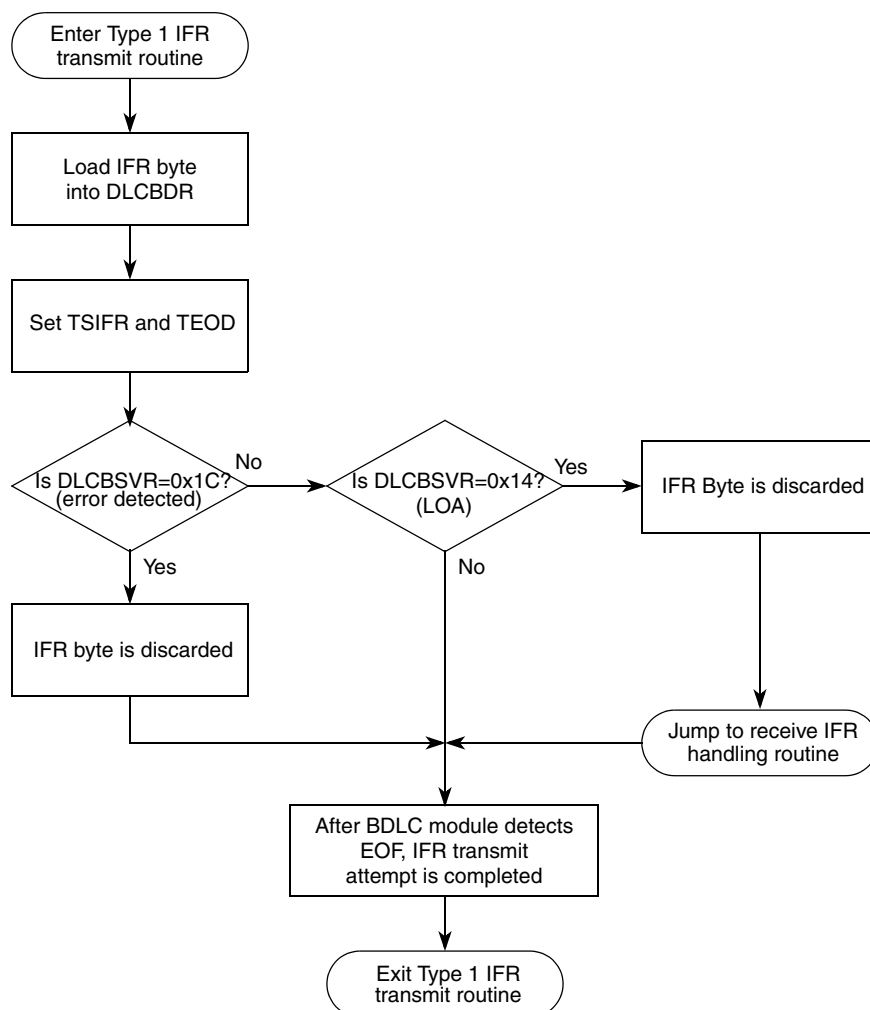 Enter Type 1 IFR
transmit routine
Load IFR byte
into DLCBDR
Set TSIFR and TEOD
Is DLCBSVR=0x1C?
(error detected)
No
Yes
Is DLCBSVR=0x14?
(LOA)
Yes
No
IFR Byte is discarded
IFR byte is discarded
Jump to receive IFR
handling routine
After BDLC module detects
EOF, IFR transmit
attempt is completed
Exit Type 1 IFR
transmit routine